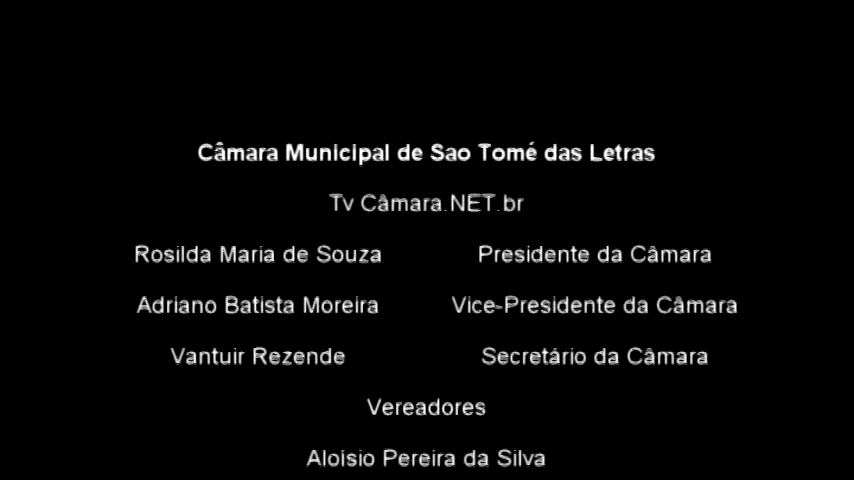 Câmara Municipal de Sao Tomé das Letras
Tv Câmara.NET.br
Rosilda Maria de Souza Presidente da Câmara
Adriano Batista Moreira Vice-Presidente da Câmara
Vantuir Rezende Secretário da Câmara
Vereadores
Aloisio Pereira da Silva